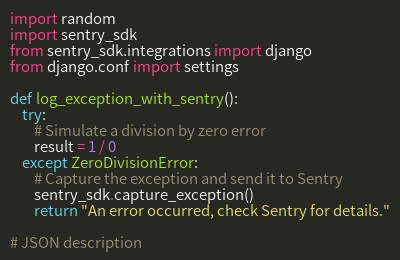 import random
import sentry_sdk
from sentry_sdk.integrations import django
from django.conf import settings

def log_exception_with_sentry():
    try:
        # Simulate a division by zero error
        result = 1 / 0
    except ZeroDivisionError:
        # Capture the exception and send it to Sentry
        sentry_sdk.capture_exception()
        return "An error occurred, check Sentry for details."

# JSON description